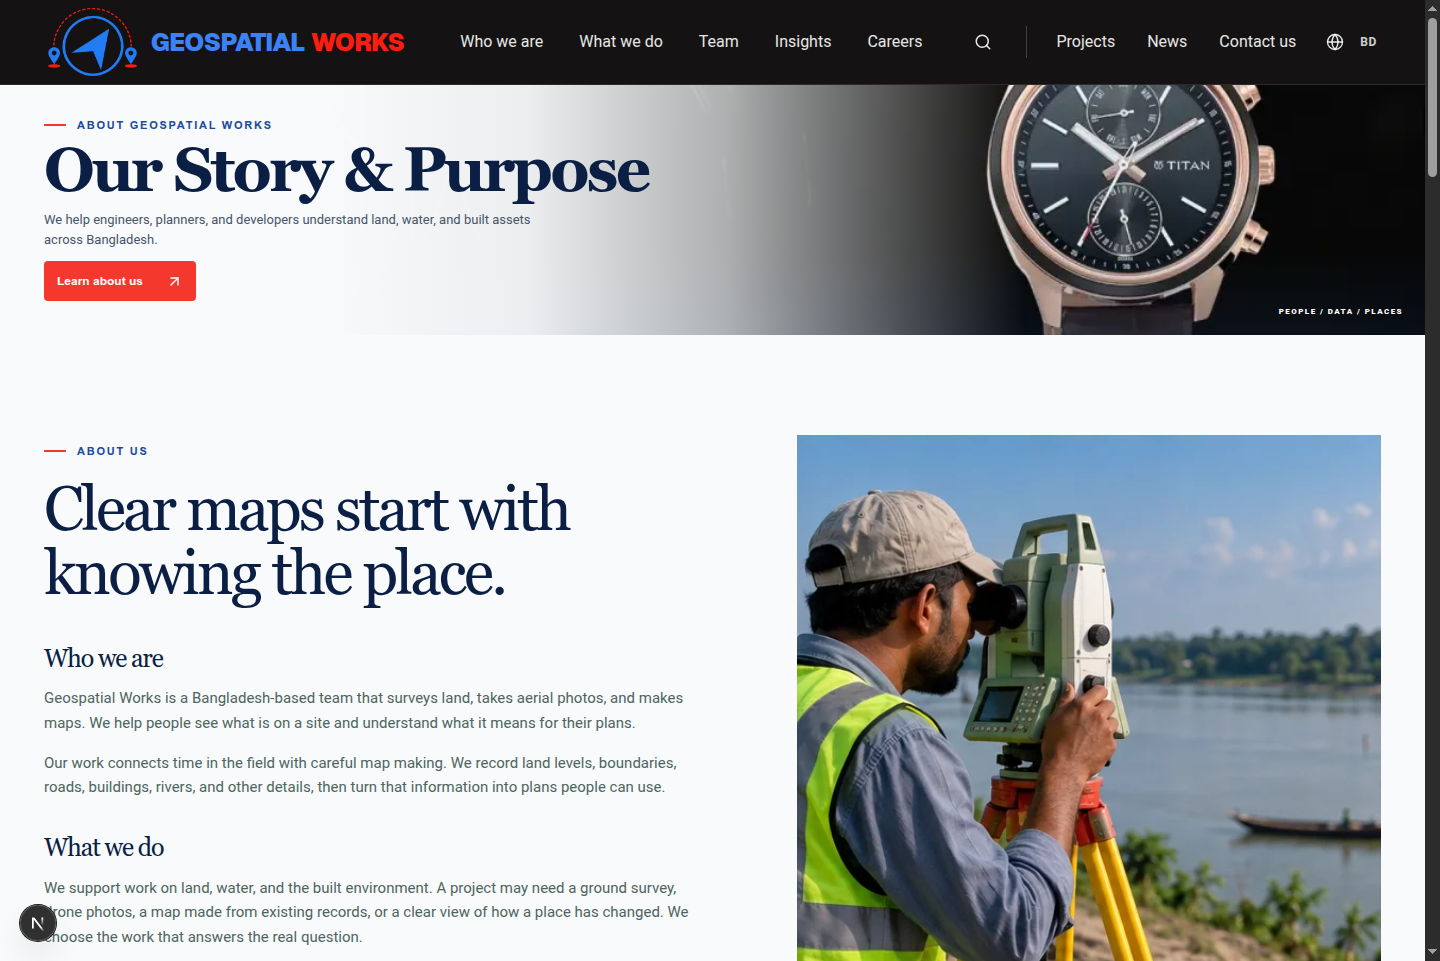 GEOSPATIAL WORKS
Who we are
What we do
Team
Insights
Careers
Projects
News
Contact us
BD
ABOUT GEOSPATIAL WORKS
Our Story & Purpose
We help engineers, planners, and developers understand land, water, and built assets
across Bangladesh.
Learn about us
TITAN
PEOPLE / DATA / PLACES
ABOUT US
Clear maps start with
knowing the place.
Who we are
Geospatial Works is a Bangladesh-based team that surveys land, takes aerial photos, and makes
maps. We help people see what is on a site and understand what it means for their plans.
Our work connects time in the field with careful map making. We record land levels, boundaries,
roads, buildings, rivers, and other details, then turn that information into plans people can use.
What we do
We support work on land, water, and the built environment. A project may need a ground survey,
drone photos, a map made from existing records, or a clear view of how a place has changed. We
choose the work that answers the real question.